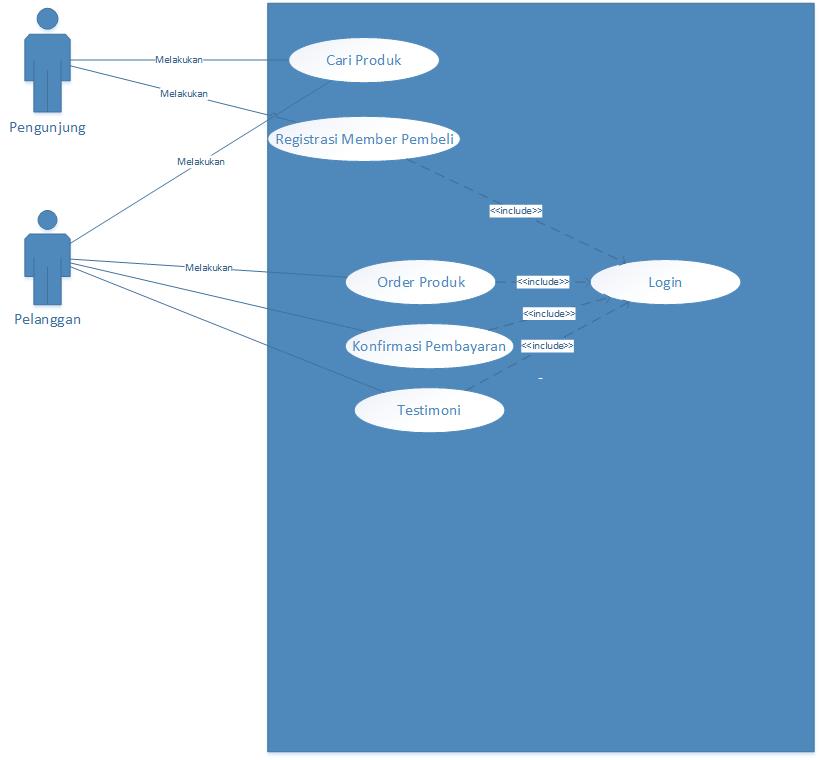 Pengunjung
Melakukan
Cari Produk
Melakukan
Registrasi Member Pembeli
Melakukan
<<include>>
Pelanggan
Melakukan
Order Produk
<<include>>
Login
<<include>>
Konfirmasi Pembayaran
<<include>>
Testimoni